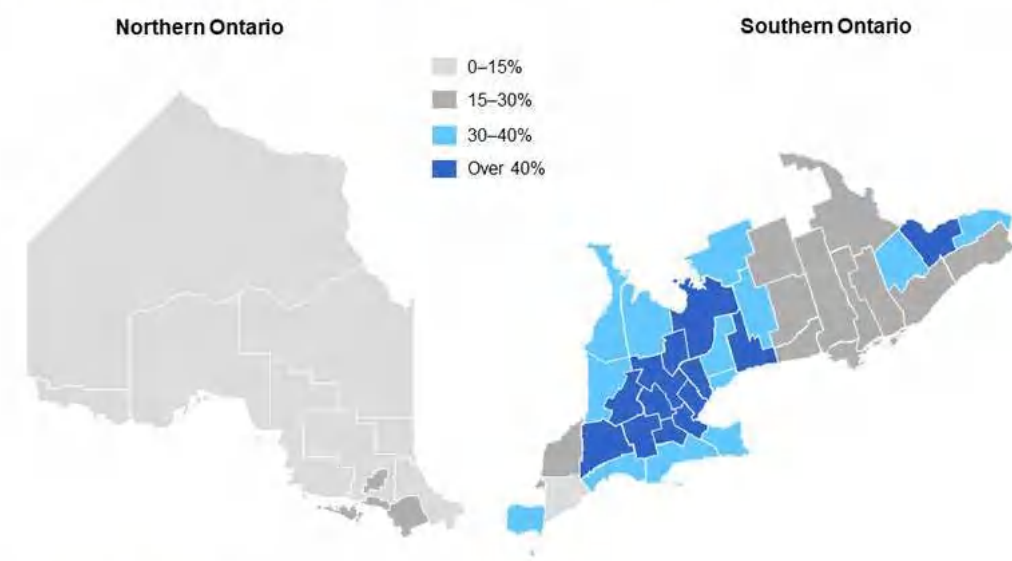 Northern Ontario
Southern Ontario
0–15%
15–30%
30–40%
Over 40%